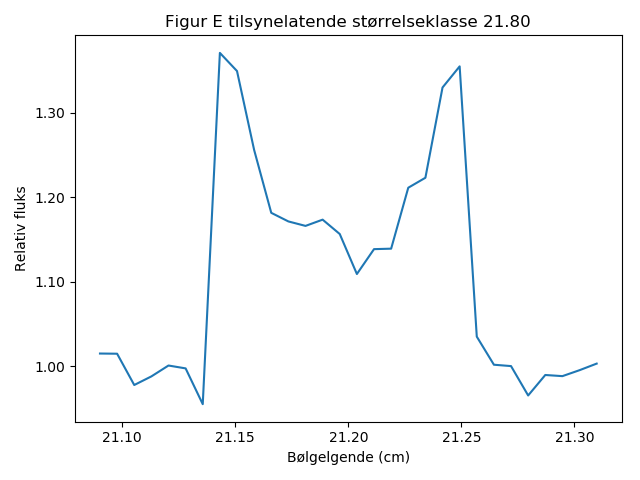 Figur E tilsynelatende størrelseklasse 21.80
Relativ fluks
1.30
1.20
1.10
1.00
21.10 21.15 21.20 21.25 21.30
Bølgelgende (cm)